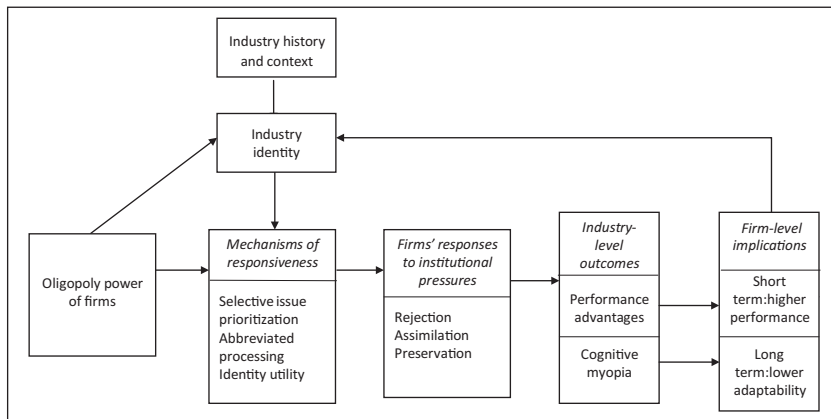 Industry history
and context
Industry
identity
Oligopoly power
of firms
Mechanisms of
responsiveness
Selective issue
prioritization
Abbreviated
processing
Identity utility
Firms' responses
to institutional
pressures
Rejection
Assimilation
Preservation
Industry-
level
outcomes
Performance
advantages
Cognitive
myopia
Firm-level
implications
Short
term:higher
performance
Long
term:lower
adaptability